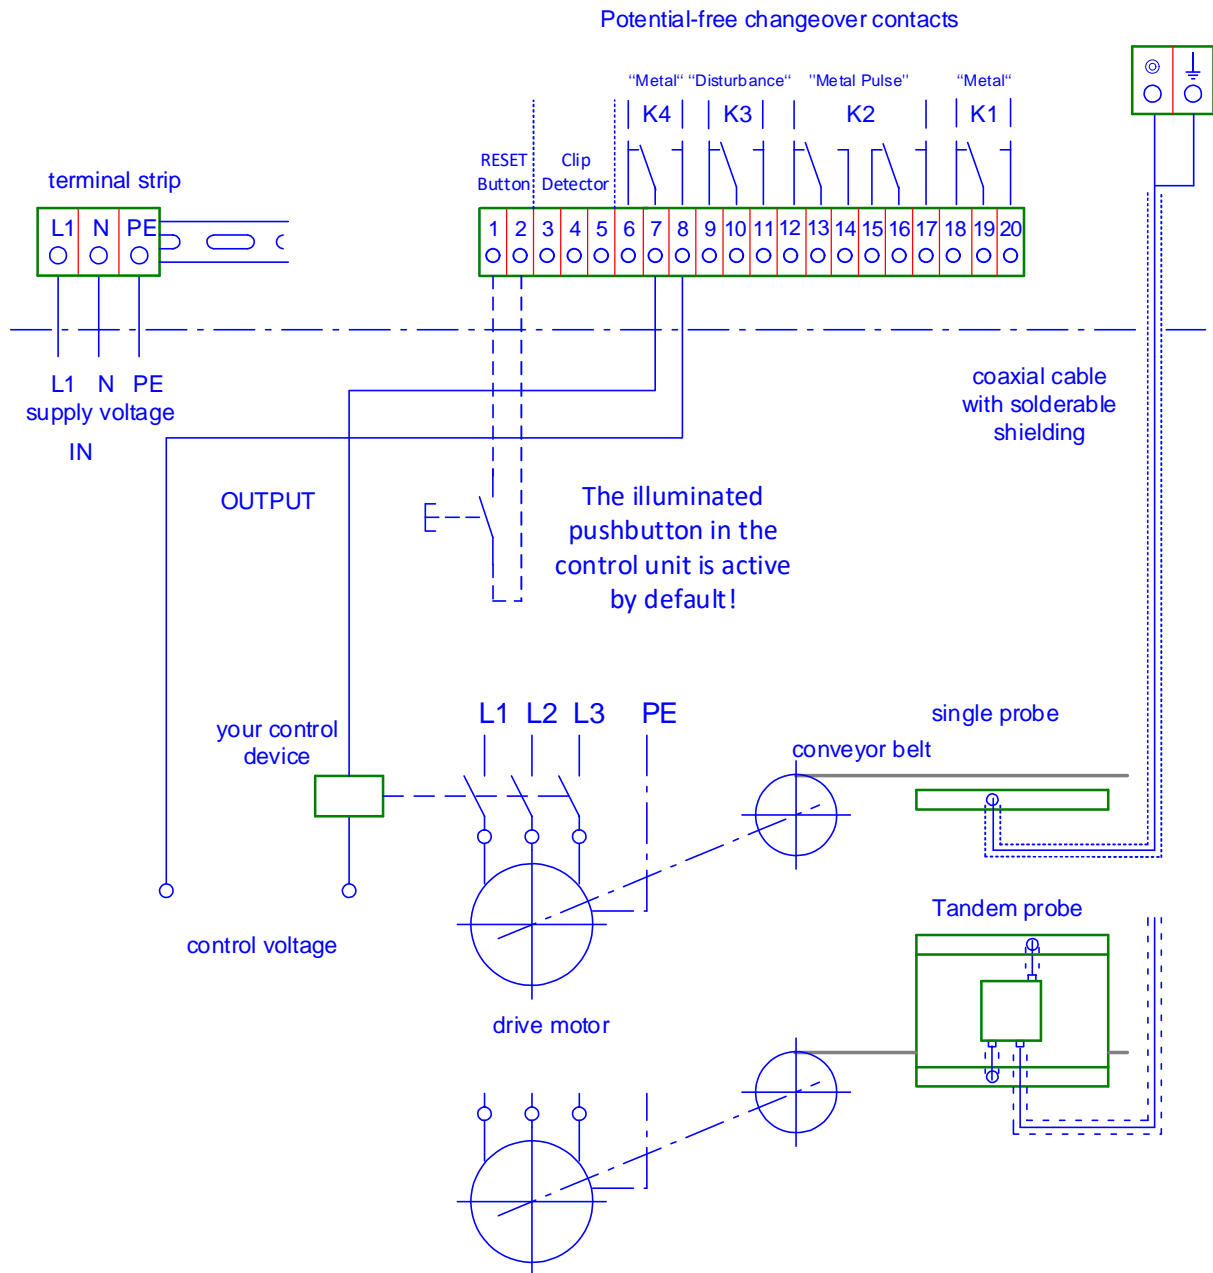 Potential-free changeover contacts
"Metal" "Disturbance" "Metal Pulse" "Metal"
K4 K3 K2 K1
RESET
Button
Clip
Detector
terminal strip
L1 N PE
1 2 3 4 5 6 7 8 9 10 11 12 13 14 15 16 17 18 19 20
L1 N PE
supply voltage
IN
coaxial cable
with solderable
shielding
OUTPUT
The illuminated
pushbutton in the
control unit is active
by default!
your control
device
L1 L2 L3 PE
conveyor belt
single probe
control voltage
Tandem probe
drive motor